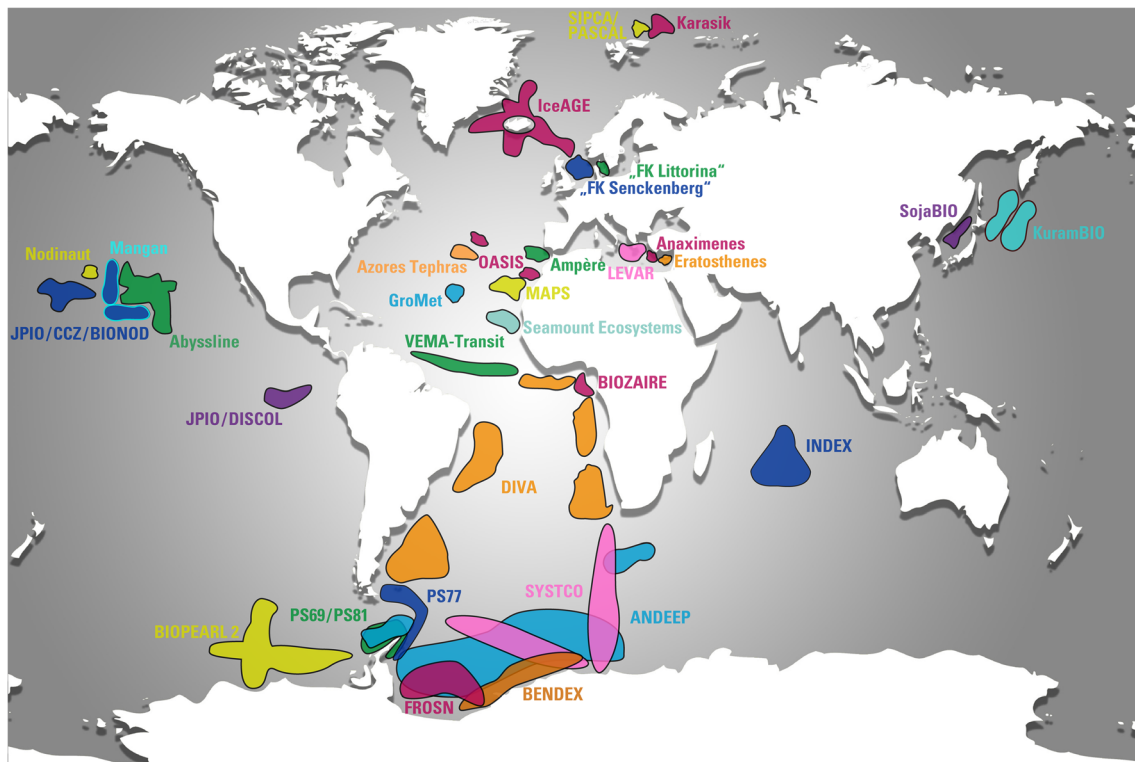 SIPCA/
PASCAL
Karasik
IceAGE
„FK Littorina“
„FK Senckenberg“
SojaBIO
KuramBIO
Nodinaut
Mangan
Azores Tephras
OASIS
Ampère
Anaximenes
LEVAR
Eratosthenes
GroMet
MAPS
JPIO/CCZ/BIONOD
Abyssline
Seamount Ecosystems
VEMA-Transit
BIOZAIRE
JPIO/DISCOL
INDEX
DIVA
PS77
SYSTCO
PS69/PS81
ANDEEP
BIOPEARL 2
BENDEX
FROSN